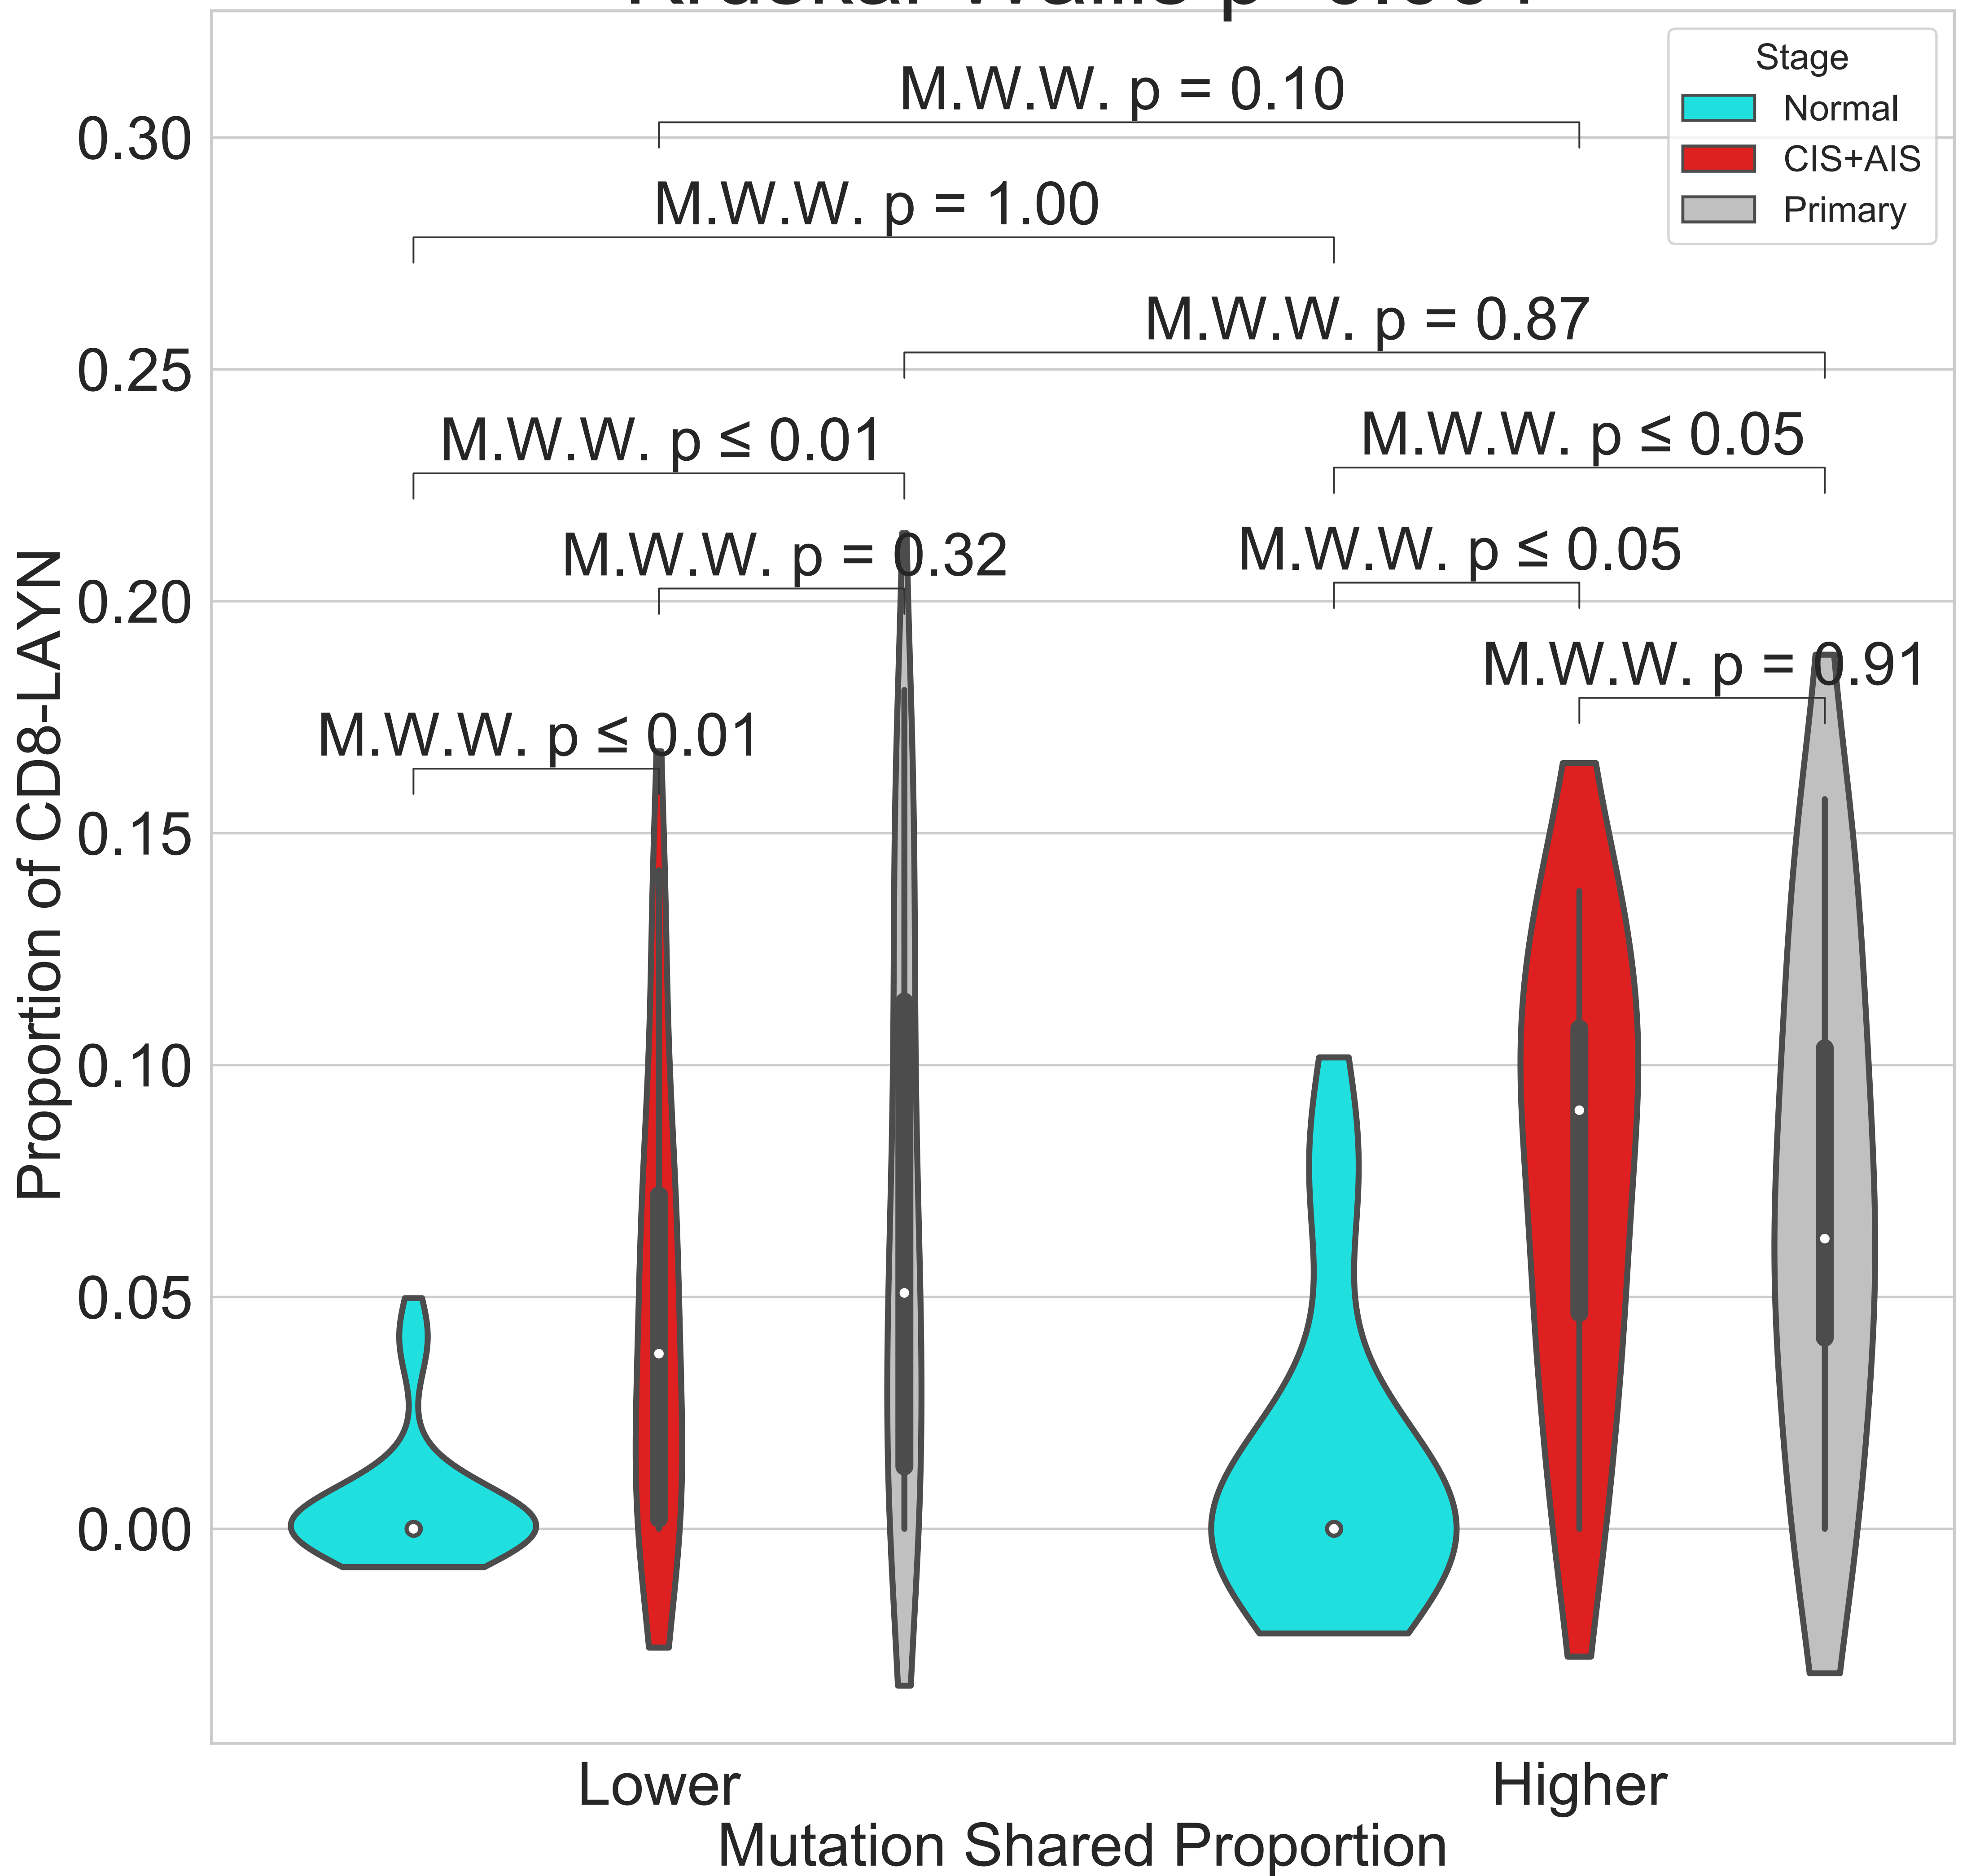 Stage
Normal
CIS+AIS
Primary
M.W.W. p = 0.10
M.W.W. p = 1.00
M.W.W. p = 0.87
M.W.W. p ≤ 0.01
M.W.W. p ≤ 0.05
M.W.W. p = 0.32
M.W.W. p ≤ 0.05
M.W.W. p = 0.91
M.W.W. p ≤ 0.01
0.30
0.25
0.20
0.15
0.10
0.05
0.00
Proportion of CD8-LAYN
Lower
Higher
Mutation Shared Proportion